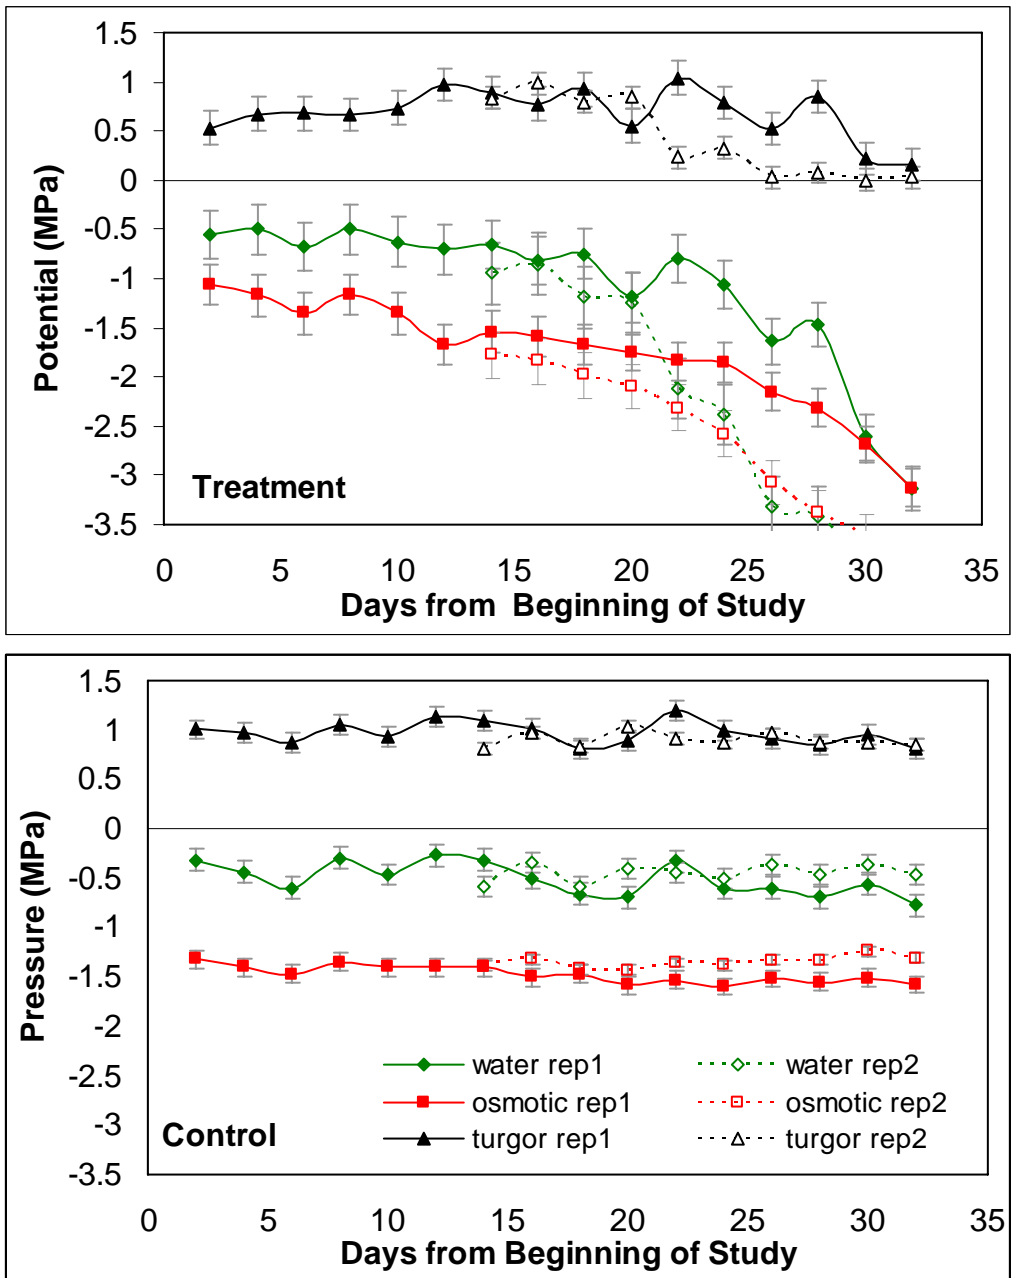 1.5
1
0.5
0
-0.5
-1
-1.5
-2
-2.5
-3
-3.5
Potential (MPa)
Treatment
0 5 10 15 20 25 30 35
Days from  Beginning of Study
1.5
1
0.5
0
-0.5
-1
-1.5
-2
-2.5
-3
-3.5
Pressure (MPa)
water rep1 water rep2
osmotic rep1 osmotic rep2
turgor rep1 turgor rep2
Control
0 5 10 15 20 25 30 35
Days from Beginning of Study